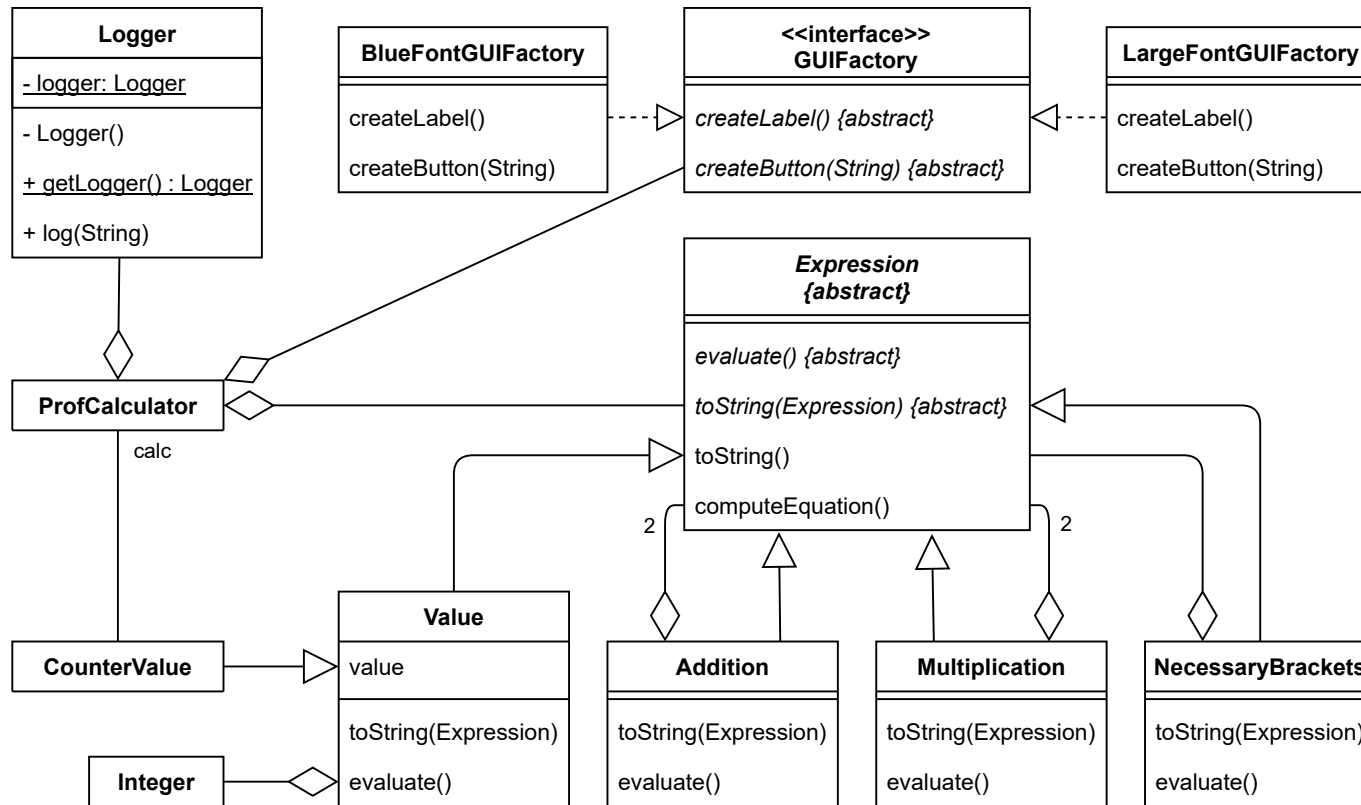 Logger
- logger: Logger
- Logger()
+ getLogger() : Logger
+ log(String)
BlueFontGUIFactory
createLabel()
createButton(String)
<<interface>>
GUIFactory
createLabel() {abstract}
createButton(String) {abstract}
LargeFontGUIFactory
createLabel()
createButton(String)
Expression
{abstract}
evaluate() {abstract}
toString(Expression) {abstract}
toString()
computeEquation()
ProfCalculator
calc
2
2
CounterValue
Value
value
toString(Expression)
evaluate()
Integer
Addition
toString(Expression)
evaluate()
Multiplication
toString(Expression)
evaluate()
NecessaryBrackets
toString(Expression)
evaluate()